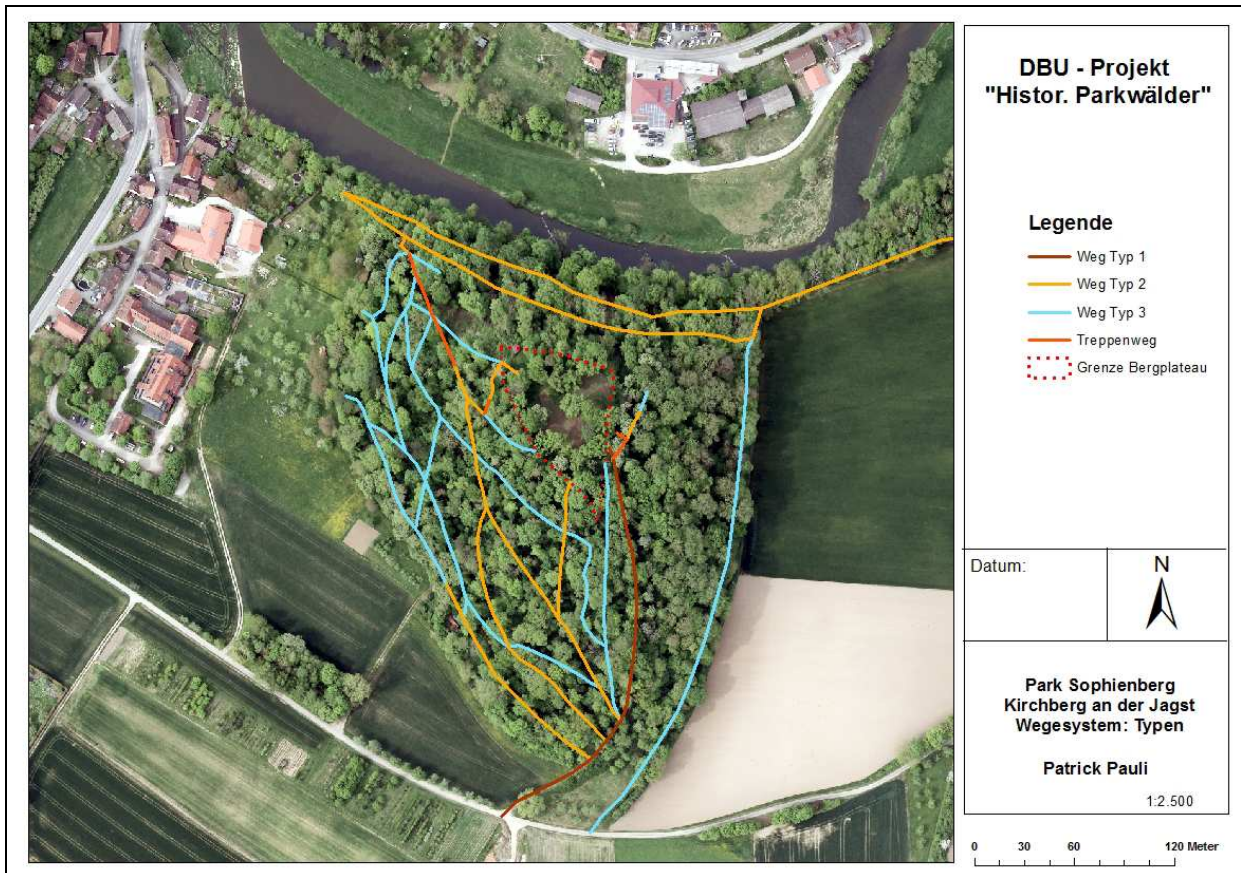 DBU - Projekt
"Histor. Parkwälder"
Legende
Weg Typ 1
Weg Typ 2
Weg Typ 3
Treppenweg
Grenze Bergplateau
Datum:
N
Park Sophienberg
Kirchberg an der Jagst
Wegesystem: Typen
Patrick Pauli
1:2.500
0 30 60 120 Meter